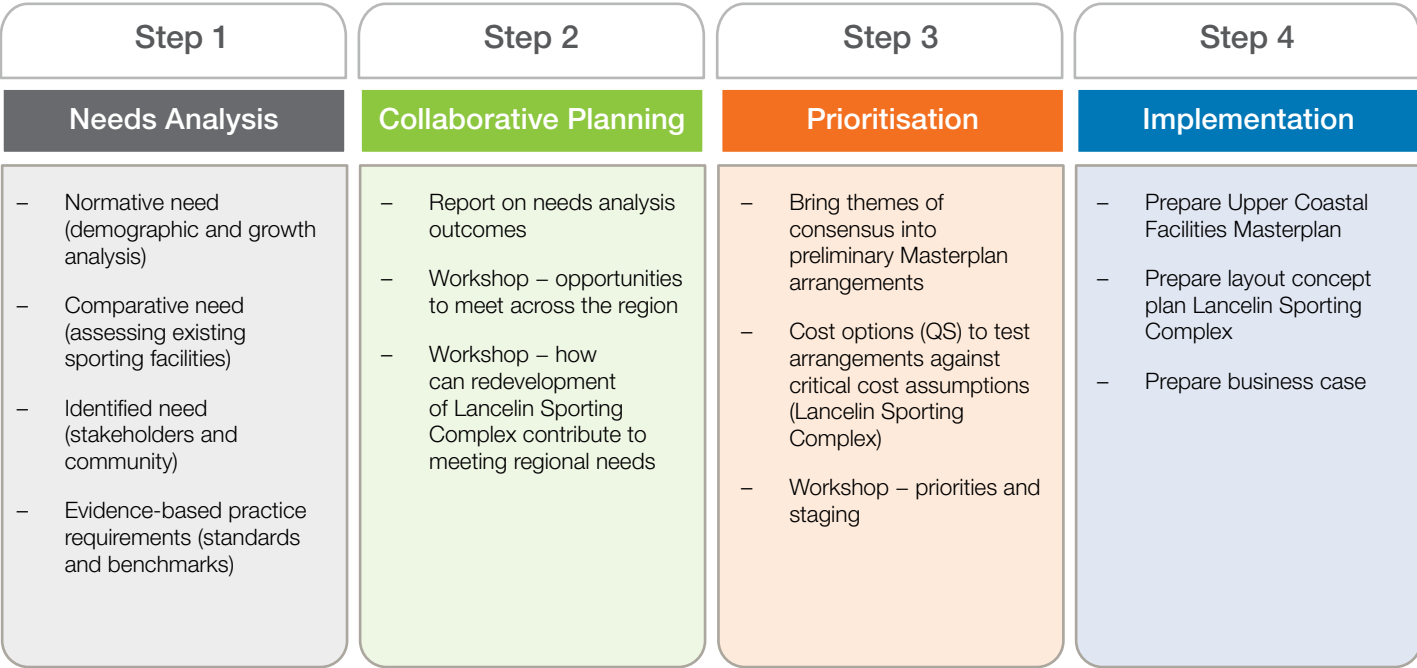 Step 1
Needs Analysis
– Normative need
(demographic and growth
analysis)
– Comparative need
(assessing existing
sporting facilities)
– Identified need
(stakeholders and
community)
– Evidence-based practice
requirements (standards
and benchmarks)
Step 2
Collaborative Planning
– Report on needs analysis
outcomes
– Workshop – opportunities
to meet across the region
– Workshop – how
can redevelopment
of Lancelin Sporting
Complex contribute to
meeting regional needs
Step 3
Prioritisation
– Bring themes of
consensus into
preliminary Masterplan
arrangements
– Cost options (QS) to test
arrangements against
critical cost assumptions
(Lancelin Sporting
Complex)
– Workshop – priorities and
staging
Step 4
Implementation
– Prepare Upper Coastal
Facilities Masterplan
– Prepare layout concept
plan Lancelin Sporting
Complex
– Prepare business case